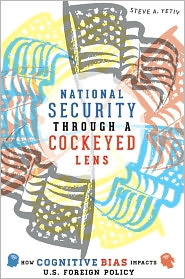 STEVE A. YETIV
NATIONAL
SECURITY
THROUGH A
COCKEYED
LENS
HOW COGNITIVE BIAS IMPACTS
U.S. FOREIGN POLICY